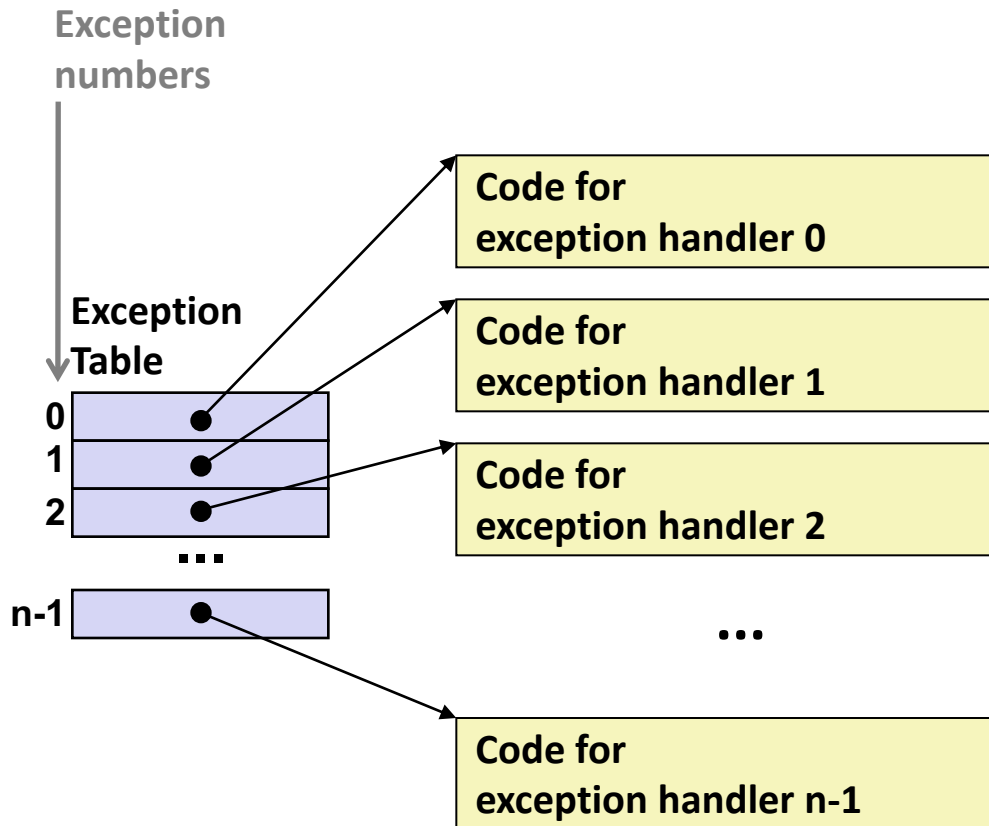 Exception
numbers
Code for
exception handler 0
Exception
Table
Code for
exception handler 1
0
1
2
Code for
exception handler 2
...
n-1
...
Code for
exception handler n-1